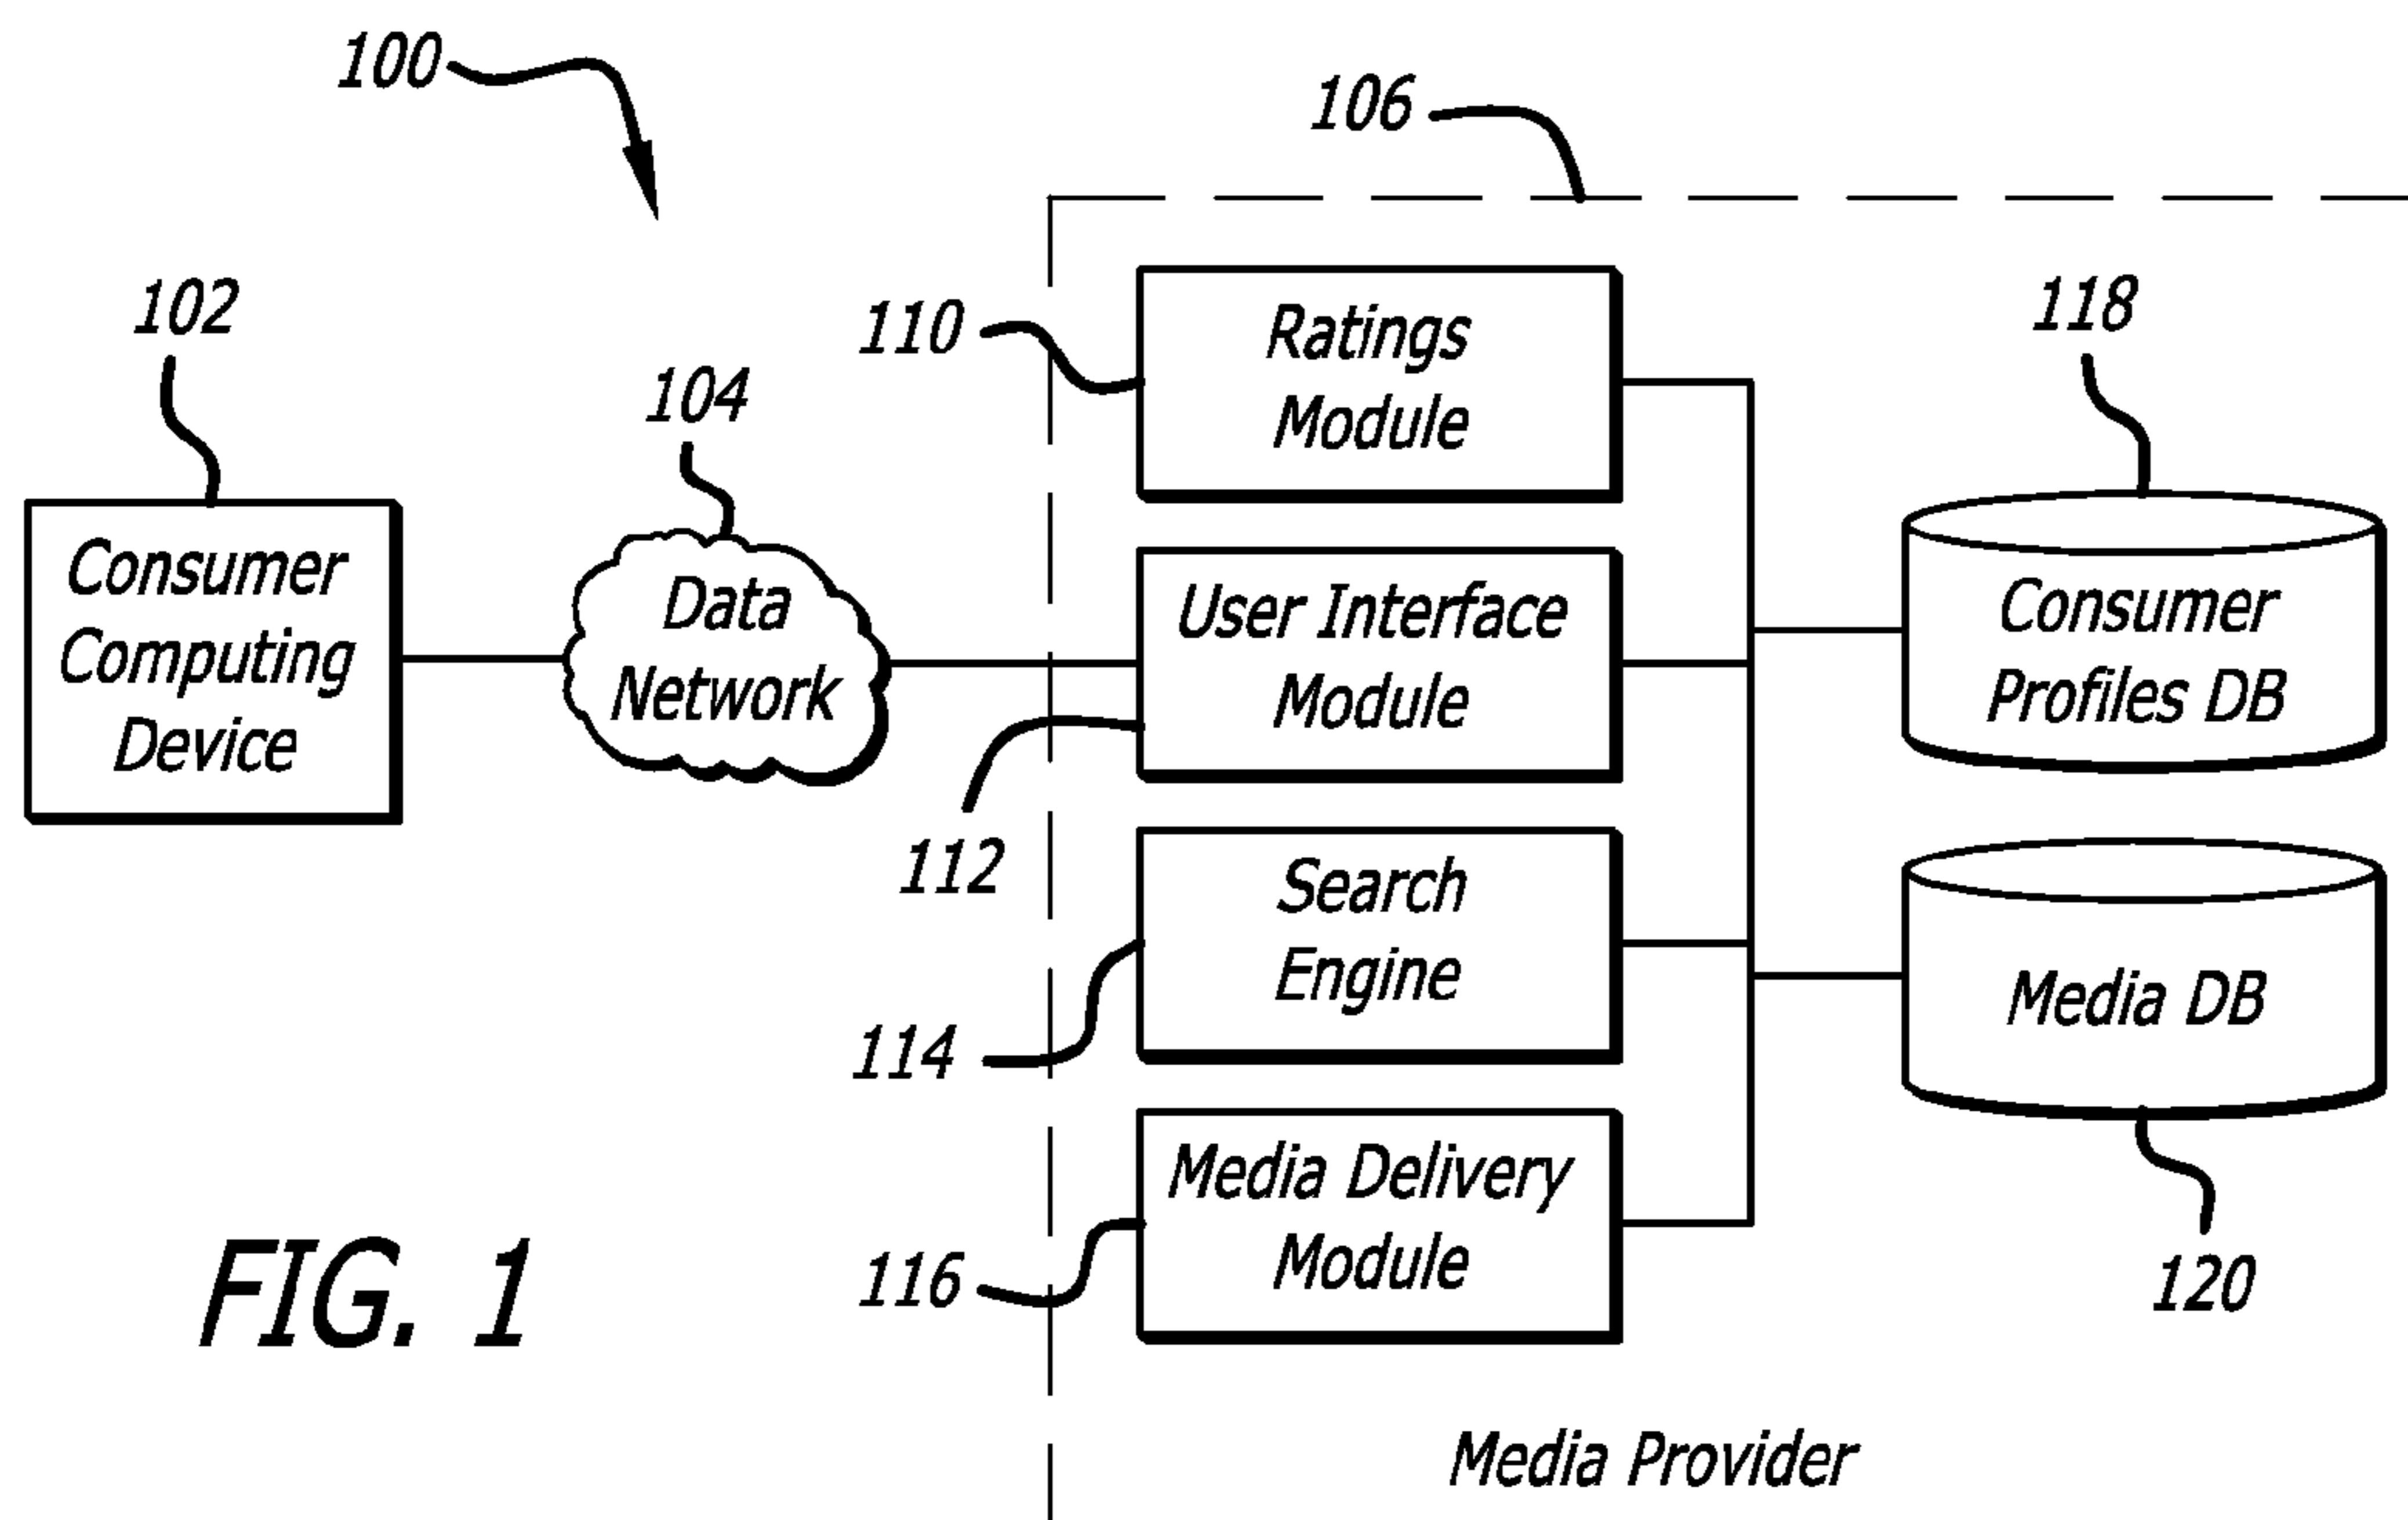 100
106
102
104
110
Ratings
Module
118
Consumer
Computing
Device
Data
Network
User Interface
Module
112
Consumer
Profiles DB
Search
Engine
114
Media DB
Media Delivery
Module
116
120
FIG. 1
Media Provider